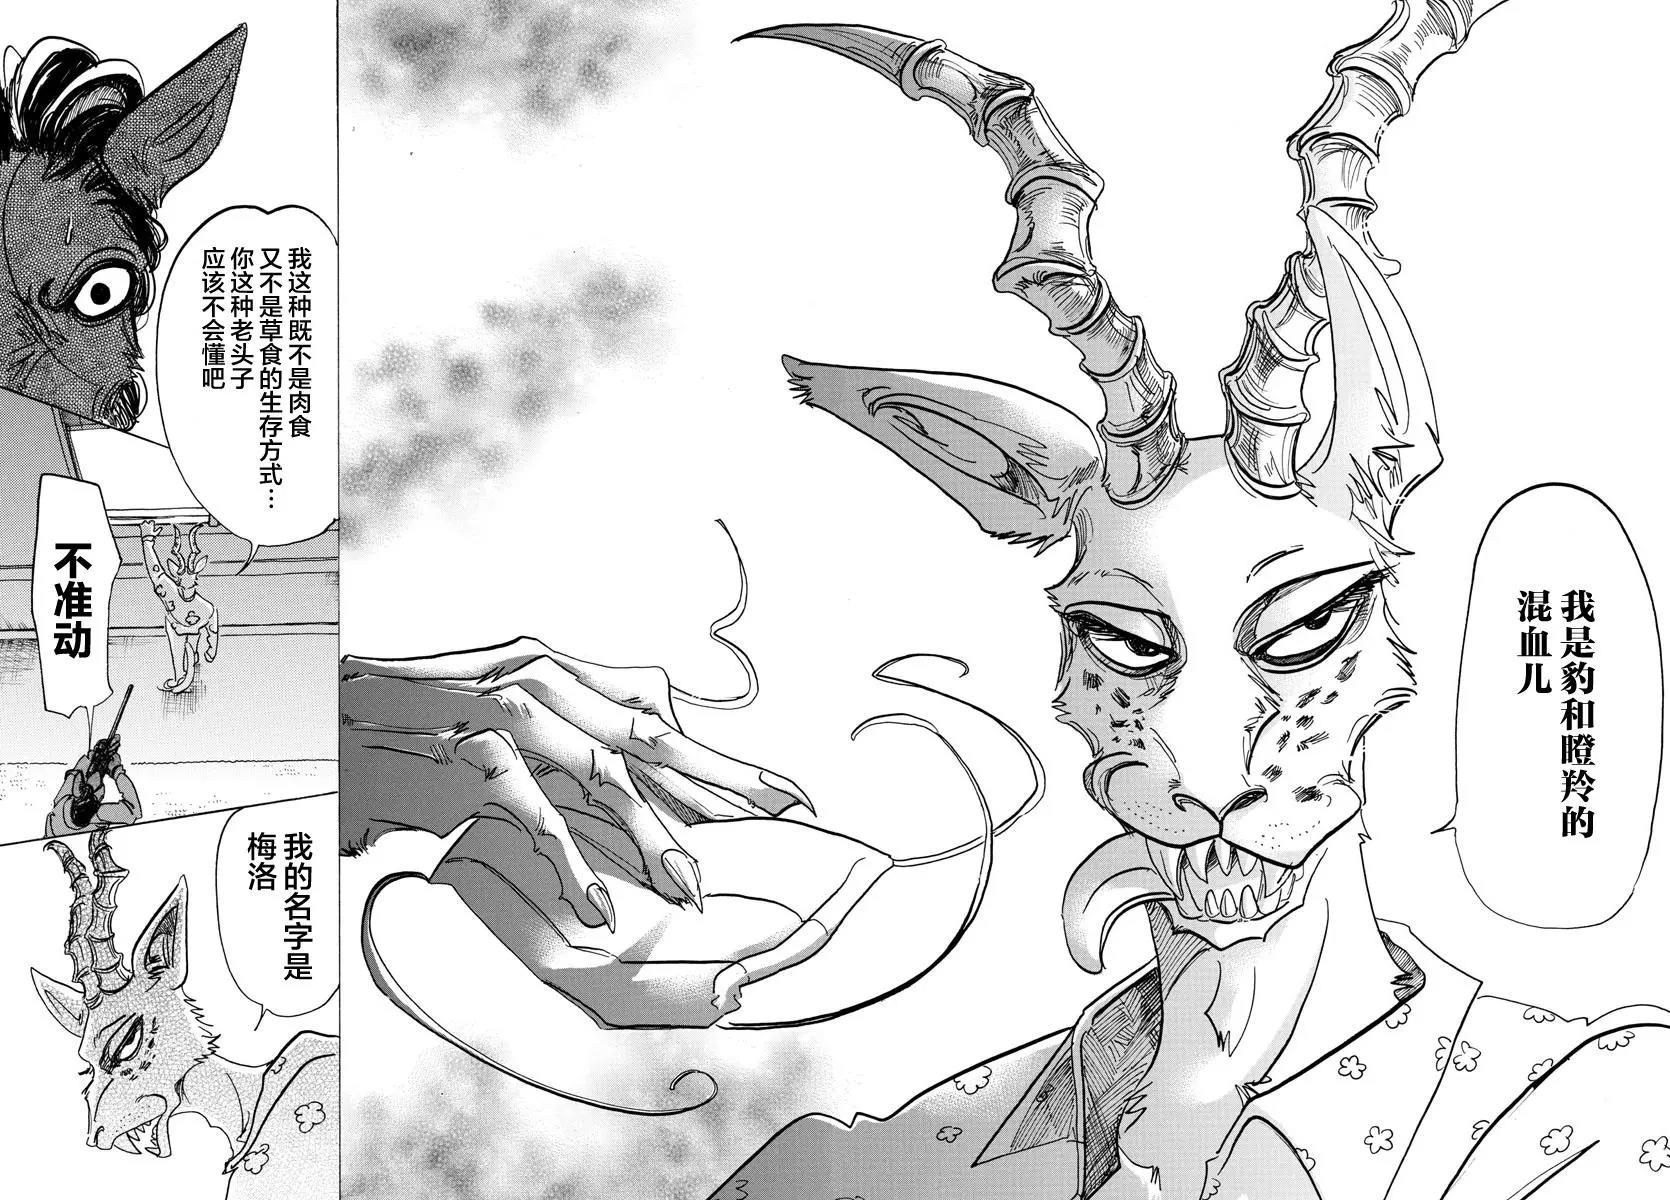 我是豹和瞪羚的
混血儿
我这种既不是肉食
又不是草食的生存方式…
你这种老头子
应该不会懂吧
不准动
我的名字是
梅洛